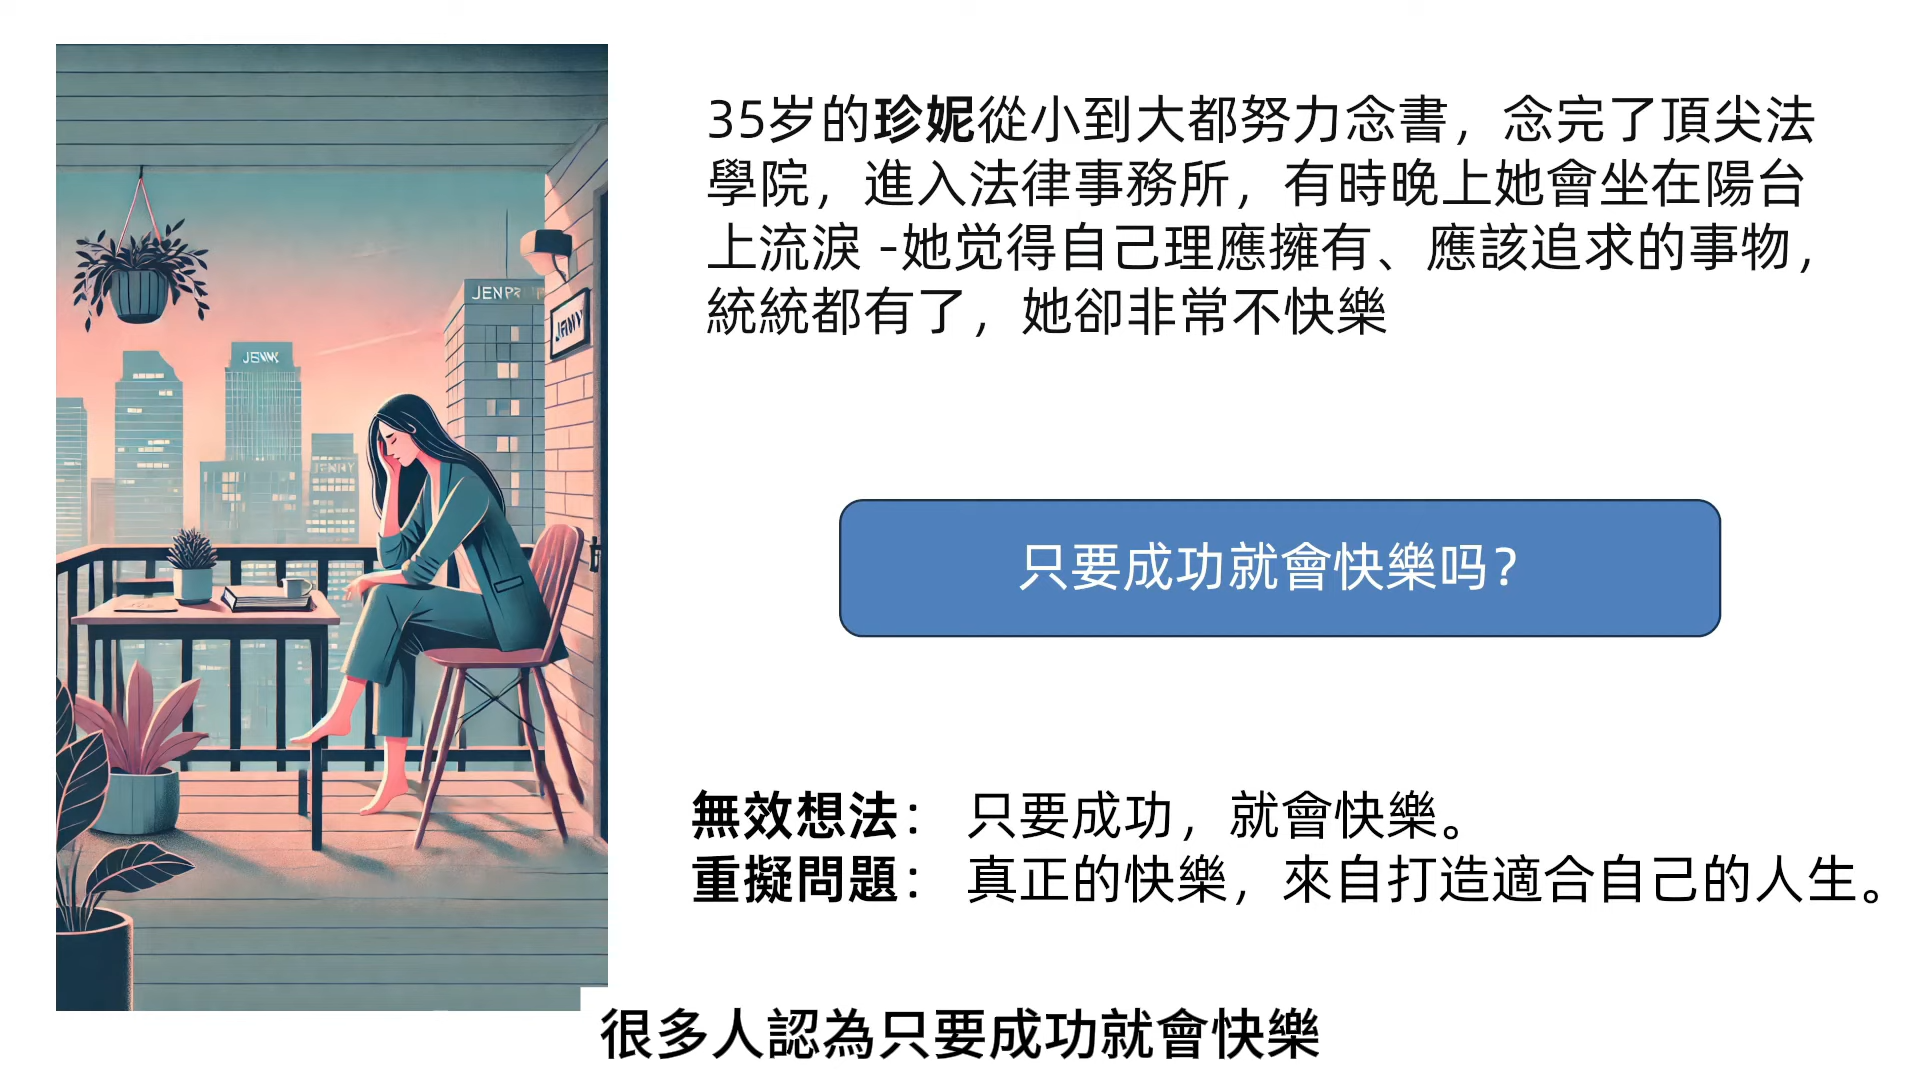 35岁的珍妮從小到大都努力念書，念完了頂尖法
學院，進入法律事務所，有時晚上她會坐在陽台
上流淚 -她觉得自己理應擁有、應該追求的事物，
統統都有了，她卻非常不快樂
JENNY
只要成功就會快樂吗？
無效想法： 只要成功，就會快樂。
重擬問題： 真正的快樂，來自打造適合自己的人生。
很多人認為只要成功就會快樂